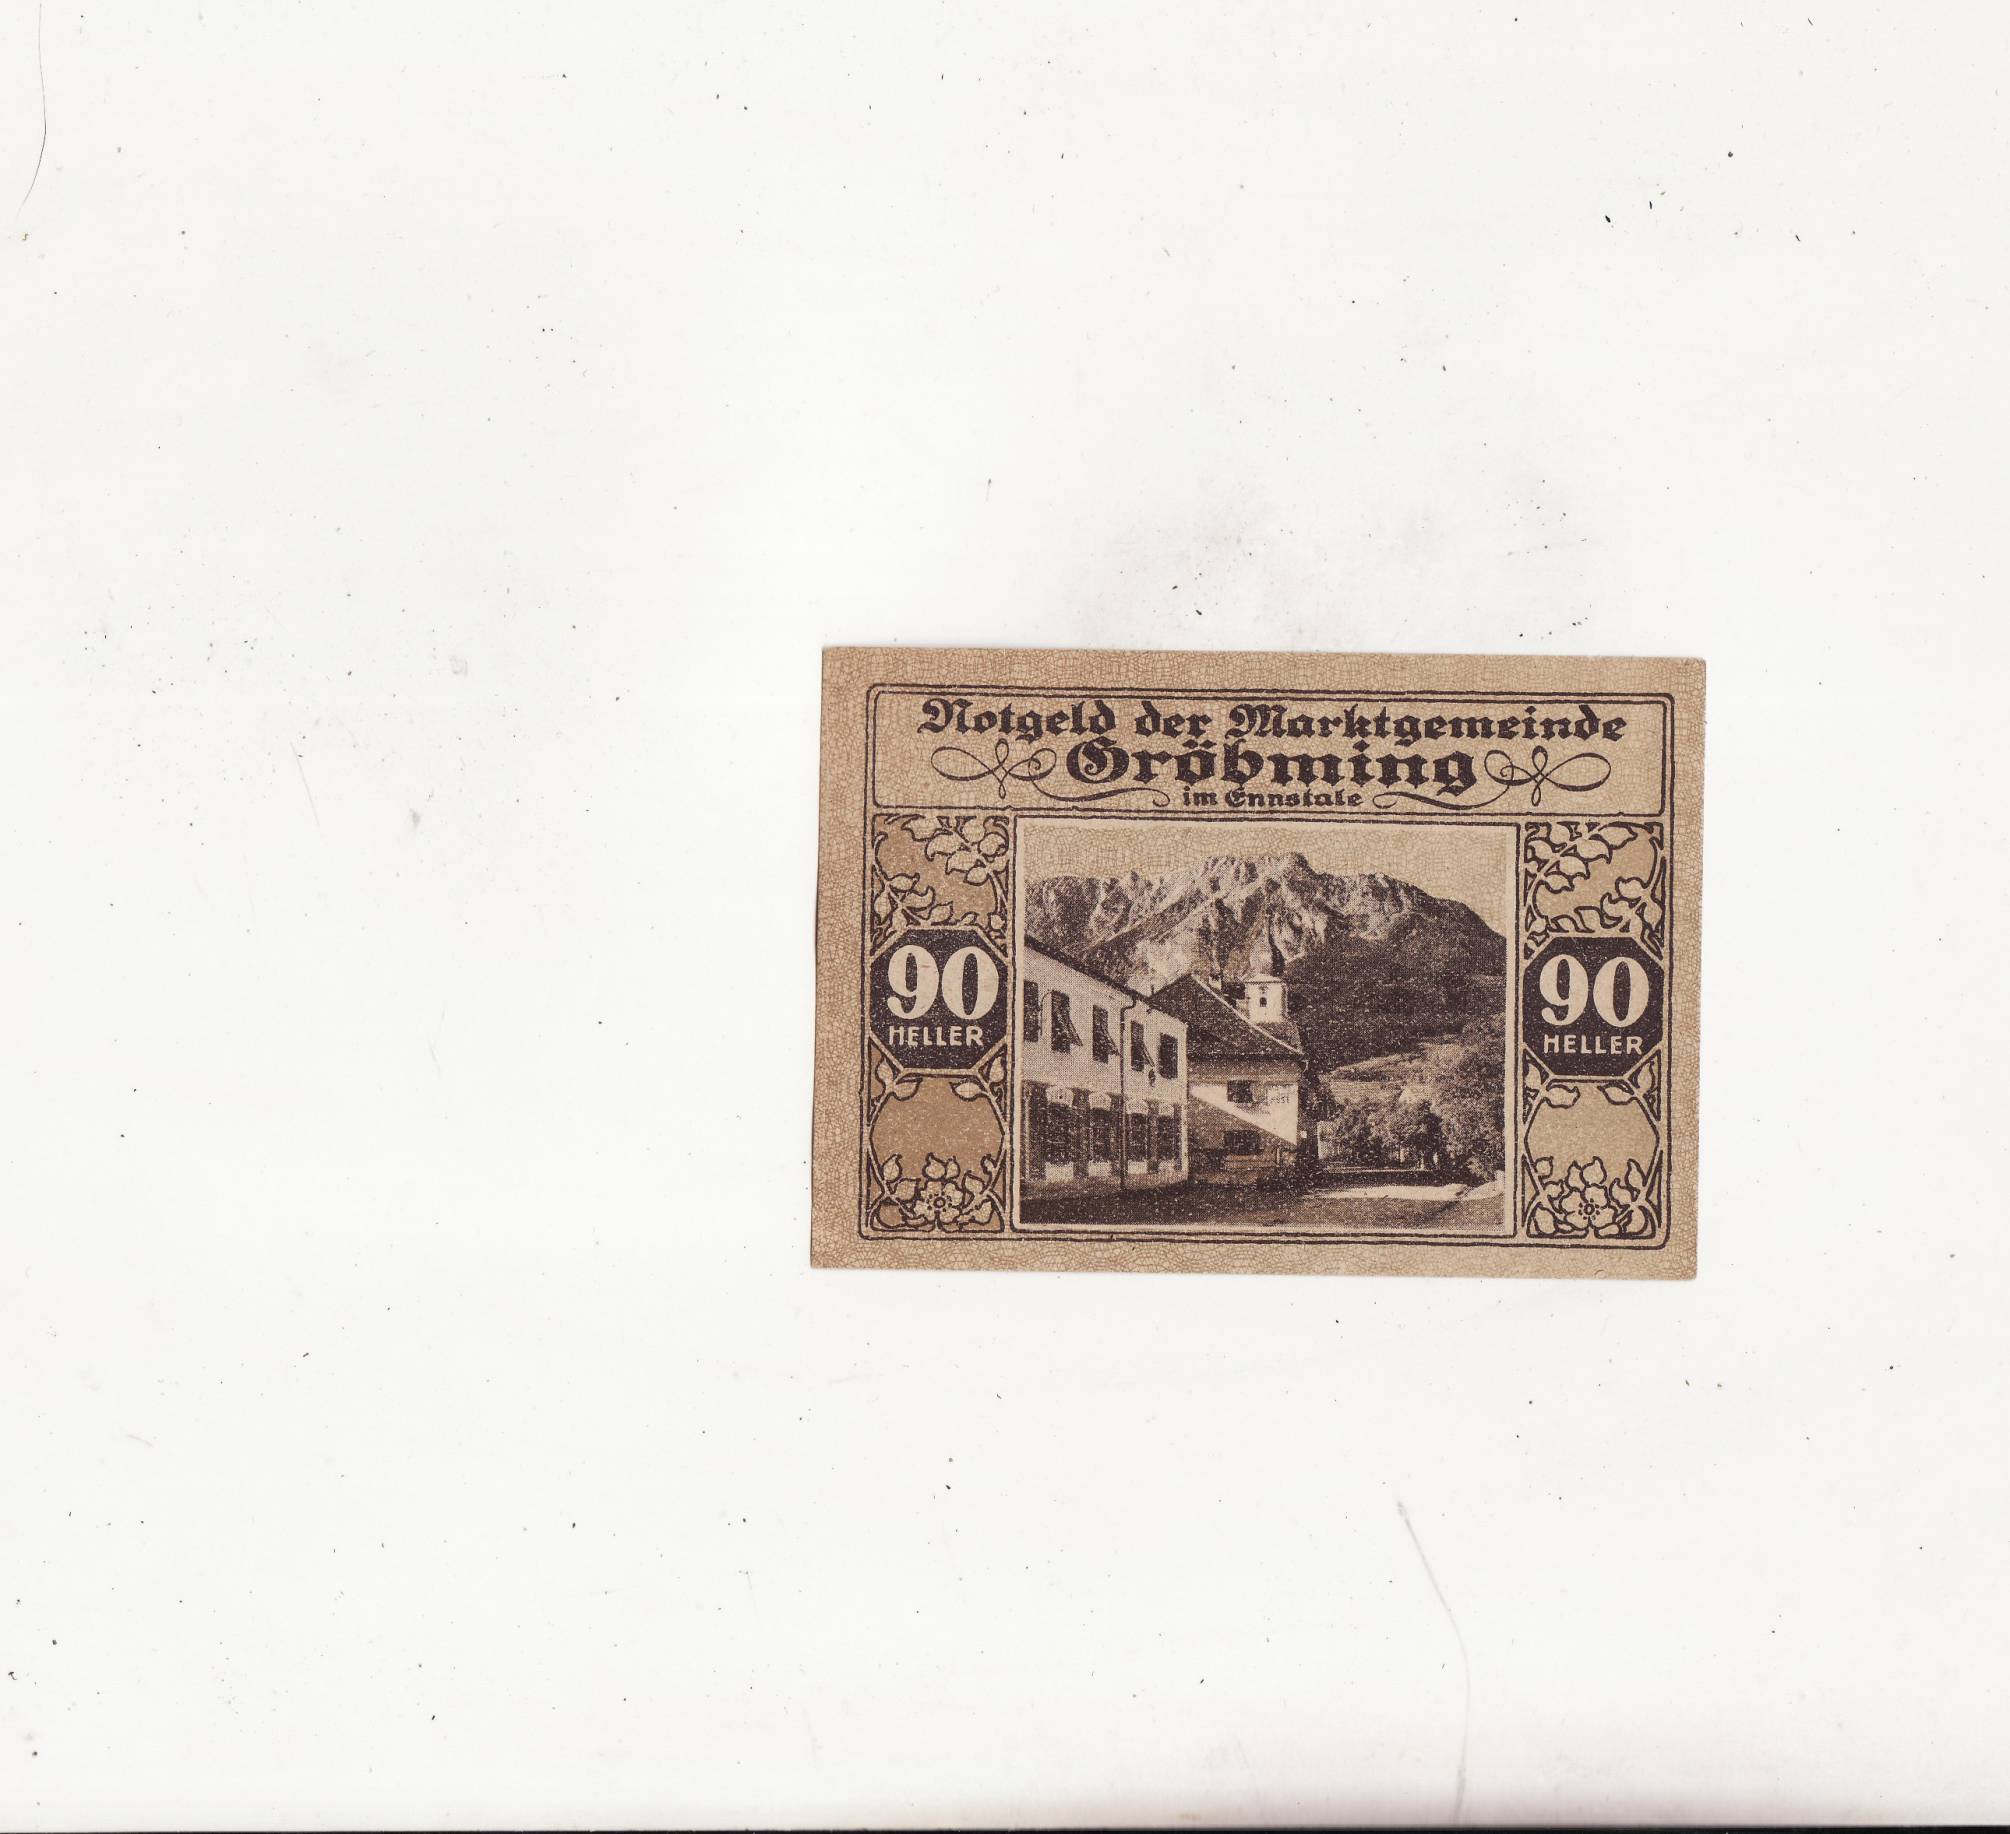 Notgeld der Marktgemeinde
Gröbming
im Ennstale
90
HELLER
90
HELLER